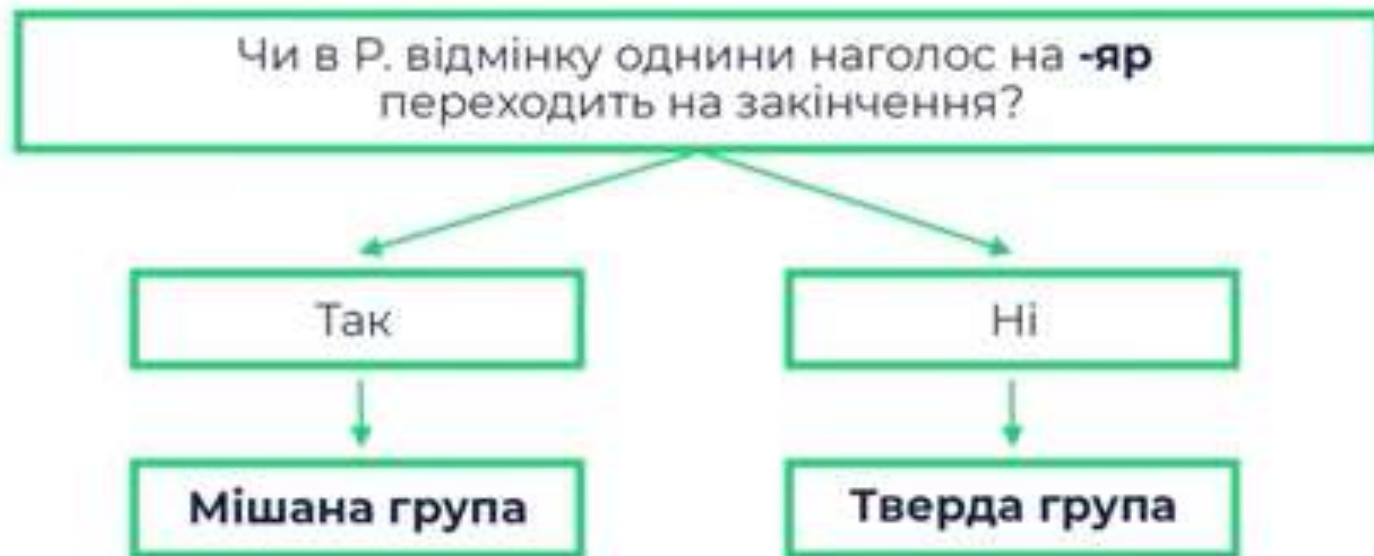 Чи в Р. відмінку однини наголос на -яр
переходить на закінчення?
Так
Ні
Мішана група
Тверда група